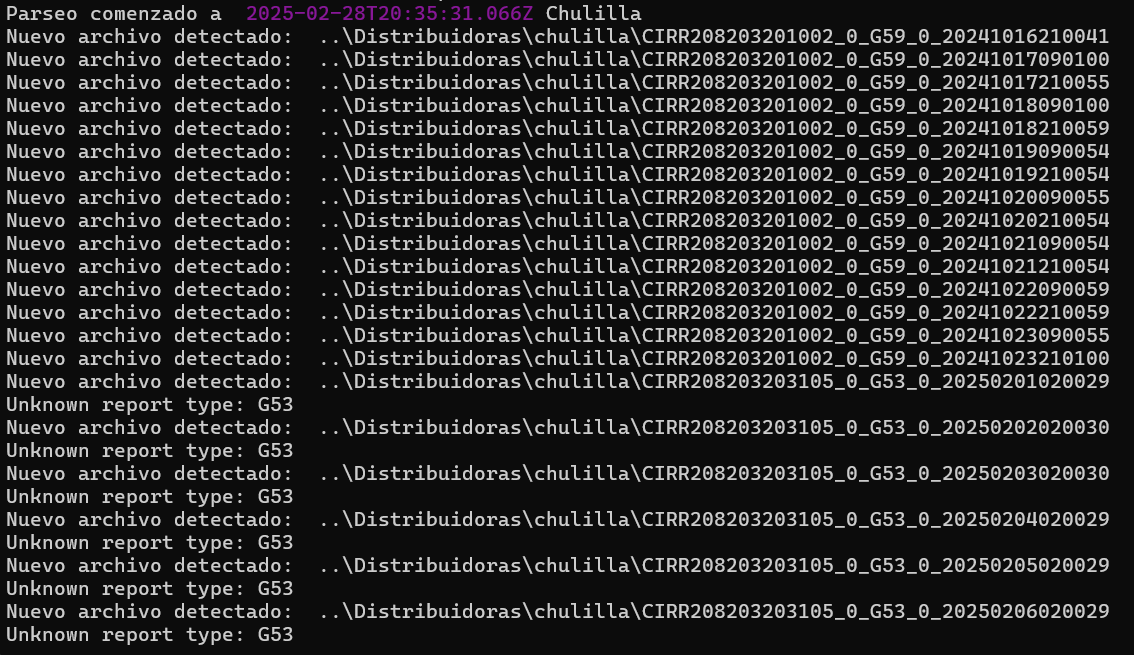 Parseo comenzado a  2025-02-28T20:35:31.066Z Chulilla
Nuevo archivo detectado:  ..\Distribuidoras\chulilla\CIRR208203201002_0_G59_0_20241016210041
Nuevo archivo detectado:  ..\Distribuidoras\chulilla\CIRR208203201002_0_G59_0_20241017090100
Nuevo archivo detectado:  ..\Distribuidoras\chulilla\CIRR208203201002_0_G59_0_20241017210055
Nuevo archivo detectado:  ..\Distribuidoras\chulilla\CIRR208203201002_0_G59_0_20241018090100
Nuevo archivo detectado:  ..\Distribuidoras\chulilla\CIRR208203201002_0_G59_0_20241018210059
Nuevo archivo detectado:  ..\Distribuidoras\chulilla\CIRR208203201002_0_G59_0_20241019090054
Nuevo archivo detectado:  ..\Distribuidoras\chulilla\CIRR208203201002_0_G59_0_20241019210054
Nuevo archivo detectado:  ..\Distribuidoras\chulilla\CIRR208203201002_0_G59_0_20241020090055
Nuevo archivo detectado:  ..\Distribuidoras\chulilla\CIRR208203201002_0_G59_0_20241020210054
Nuevo archivo detectado:  ..\Distribuidoras\chulilla\CIRR208203201002_0_G59_0_20241021090054
Nuevo archivo detectado:  ..\Distribuidoras\chulilla\CIRR208203201002_0_G59_0_20241021210054
Nuevo archivo detectado:  ..\Distribuidoras\chulilla\CIRR208203201002_0_G59_0_20241022090059
Nuevo archivo detectado:  ..\Distribuidoras\chulilla\CIRR208203201002_0_G59_0_20241022210059
Nuevo archivo detectado:  ..\Distribuidoras\chulilla\CIRR208203201002_0_G59_0_20241023090055
Nuevo archivo detectado:  ..\Distribuidoras\chulilla\CIRR208203201002_0_G59_0_20241023210100
Nuevo archivo detectado:  ..\Distribuidoras\chulilla\CIRR208203203105_0_G53_0_20250201020029
Unknown report type: G53
Nuevo archivo detectado:  ..\Distribuidoras\chulilla\CIRR208203203105_0_G53_0_20250202020030
Unknown report type: G53
Nuevo archivo detectado:  ..\Distribuidoras\chulilla\CIRR208203203105_0_G53_0_20250203020030
Unknown report type: G53
Nuevo archivo detectado:  ..\Distribuidoras\chulilla\CIRR208203203105_0_G53_0_20250204020029
Unknown report type: G53
Nuevo archivo detectado:  ..\Distribuidoras\chulilla\CIRR208203203105_0_G53_0_20250205020029
Unknown report type: G53
Nuevo archivo detectado:  ..\Distribuidoras\chulilla\CIRR208203203105_0_G53_0_20250206020029
Unknown report type: G53